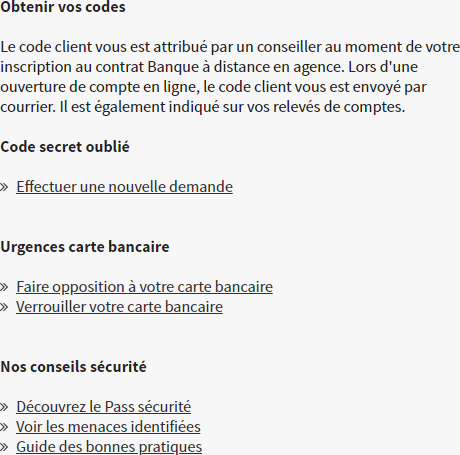 Obtenir vos codes
Le code client vous est attribué par un conseiller au moment de votre
inscription au contrat Banque à distance en agence. Lors d'une
ouverture de compte en ligne, le code client vous est envoyé par
courrier. Il est également indiqué sur vos relevés de comptes.
Code secret oublié
» Effectuer une nouvelle demande
Urgences carte bancaire
» Faire opposition à votre carte bancaire
» Verrouiller votre carte bancaire
Nos conseils sécurité
» Découvrez le Pass sécurité
» Voir les menaces identifiées
» Guide des bonnes pratiques